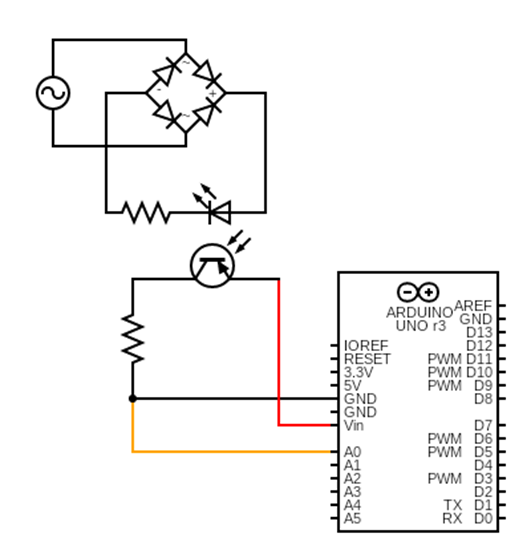 ~
- +
~
ARDUINO
UNO r3
AREF
GND
D13
IOREF D12
RESET PWM D11
3.3V PWM D10
5V PWM D9
GND D8
GND
Vin D7
PWM D6
A0 PWM D5
A1 D4
A2 PWM D3
A3 D2
A4 TX D1
A5 RX D0